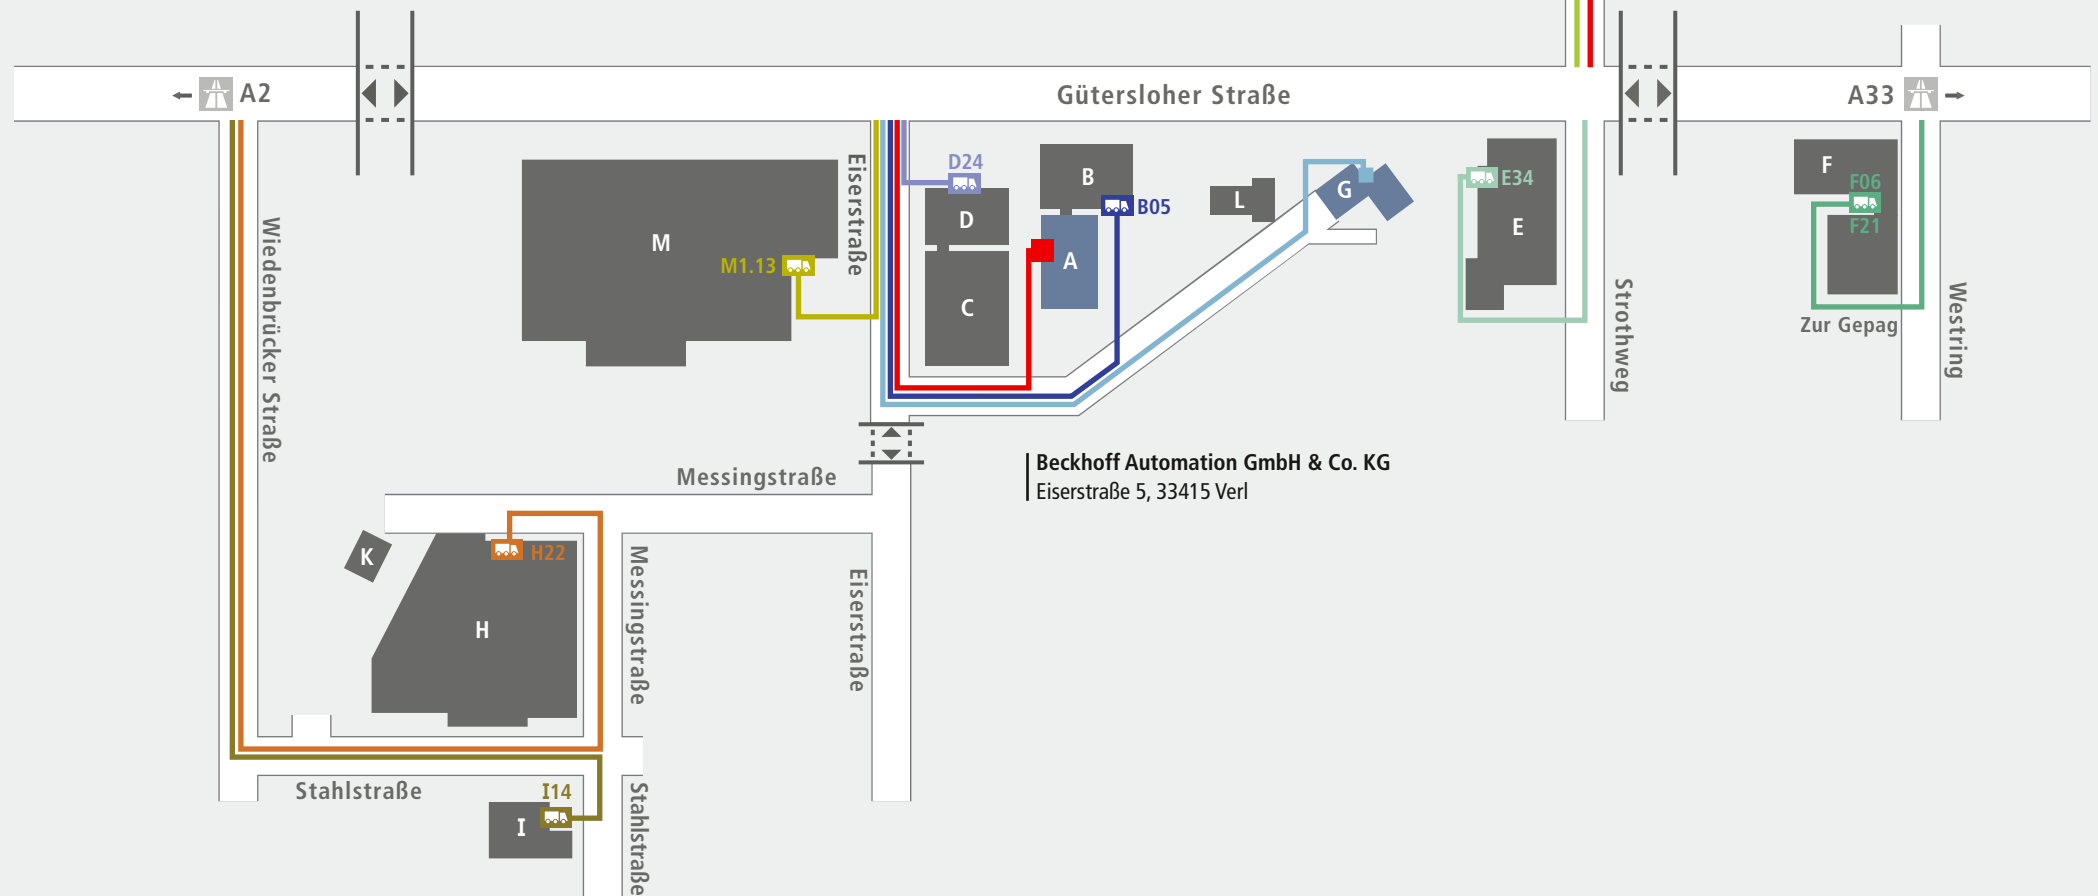 A2
Gütersloher Straße
A33
Eiserstraße
D24
B
B05
G
L
E34
E
F
F06
F21
M
M1.13
D
A
C
Wiedenbrücker Straße
Strothweg
Zur Gepag
Westring
Beckhoff Automation GmbH & Co. KG
Eiserstraße 5, 33415 Verl
Messingstraße
K
H22
H
Messingstraße
Eiserstraße
Stahlstraße
I14
I
Stahlstraße